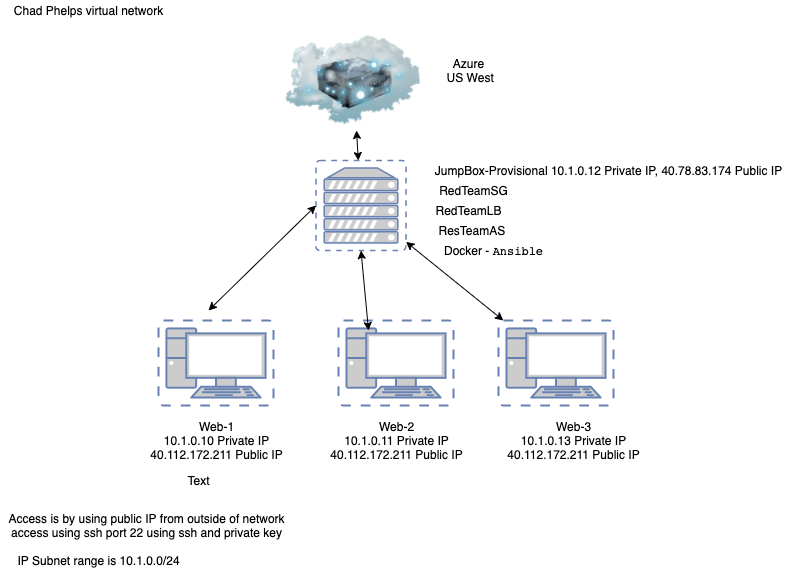 Chad Phelps virtual network
Azure
US West
JumpBox-Provisional 10.1.0.12 Private IP, 40.78.83.174 Public IP
RedTeamSG
RedTeamLB
ResTeamAS
Docker - Ansible
Web-1
10.1.0.10 Private IP
40.112.172.211 Public IP
Web-2
10.1.0.11 Private IP
40.112.172.211 Public IP
Web-3
10.1.0.13 Private IP
40.112.172.211 Public IP
Text
Access is by using public IP from outside of network
access using ssh port 22 using ssh and private key
IP Subnet range is 10.1.0.0/24